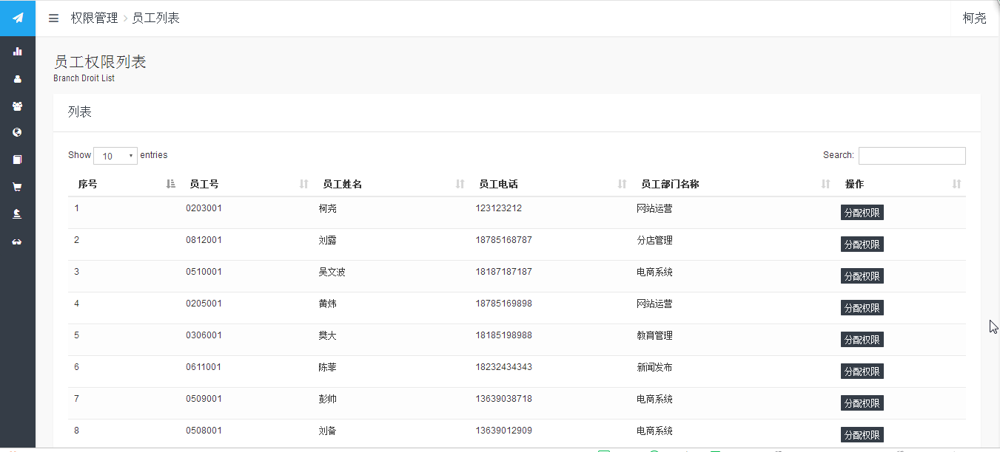 权限管理 > 员工列表
柯尧
员工权限列表
Branch Droit List
列表
Show 10 entries
Search:
序号 员工号 员工姓名 员工电话 员工部门名称 操作
1 0203001 柯尧 123123212 网站运营 分配权限
2 0812001 刘露 18785168787 分店管理 分配权限
3 0510001 吴文波 18187187187 电商系统 分配权限
4 0205001 黄炜 18785169898 网站运营 分配权限
5 0306001 樊大 18185198988 教育管理 分配权限
6 0611001 陈菲 18232434343 新闻发布 分配权限
7 0509001 彭帅 13639038718 电商系统 分配权限
8 0508001 刘备 13639012909 电商系统 分配权限